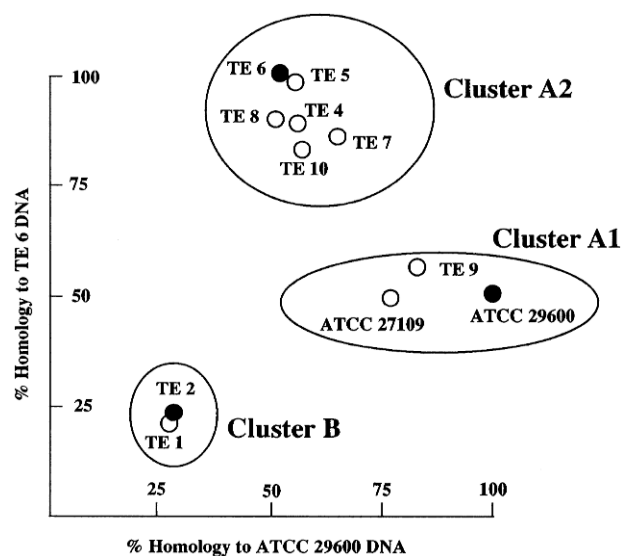 100
TE 6
TE 5
Cluster A2
TE 8
TE 4
TE 7
TE 10
75
% Homology to TE 6 DNA
Cluster A1
TE 9
50
ATCC 27109
ATCC 29600
TE 2
25
TE 1
Cluster B
25
50
75
100
% Homology to ATCC 29600 DNA